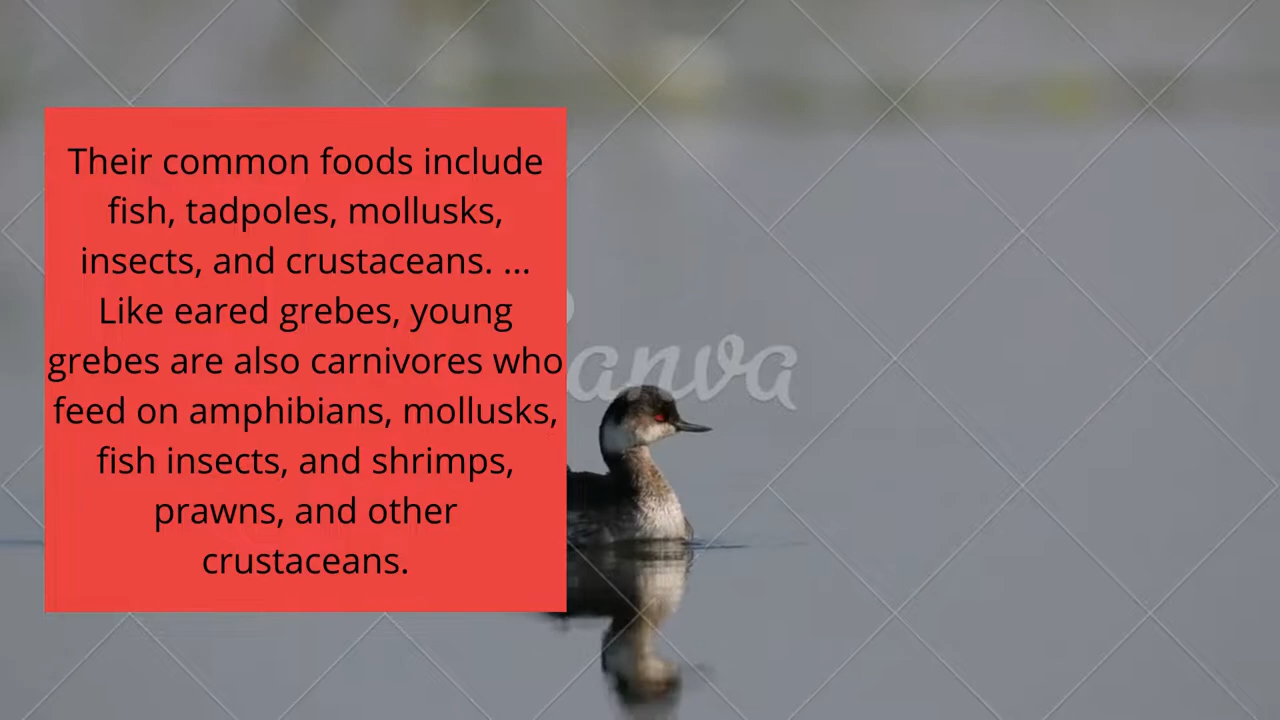 Their common foods include
fish, tadpoles, mollusks,
insects, and crustaceans. ...
Like eared grebes, young
grebes are also carnivores who
feed on amphibians, mollusks,
fish insects, and shrimps,
prawns, and other
crustaceans.
anva